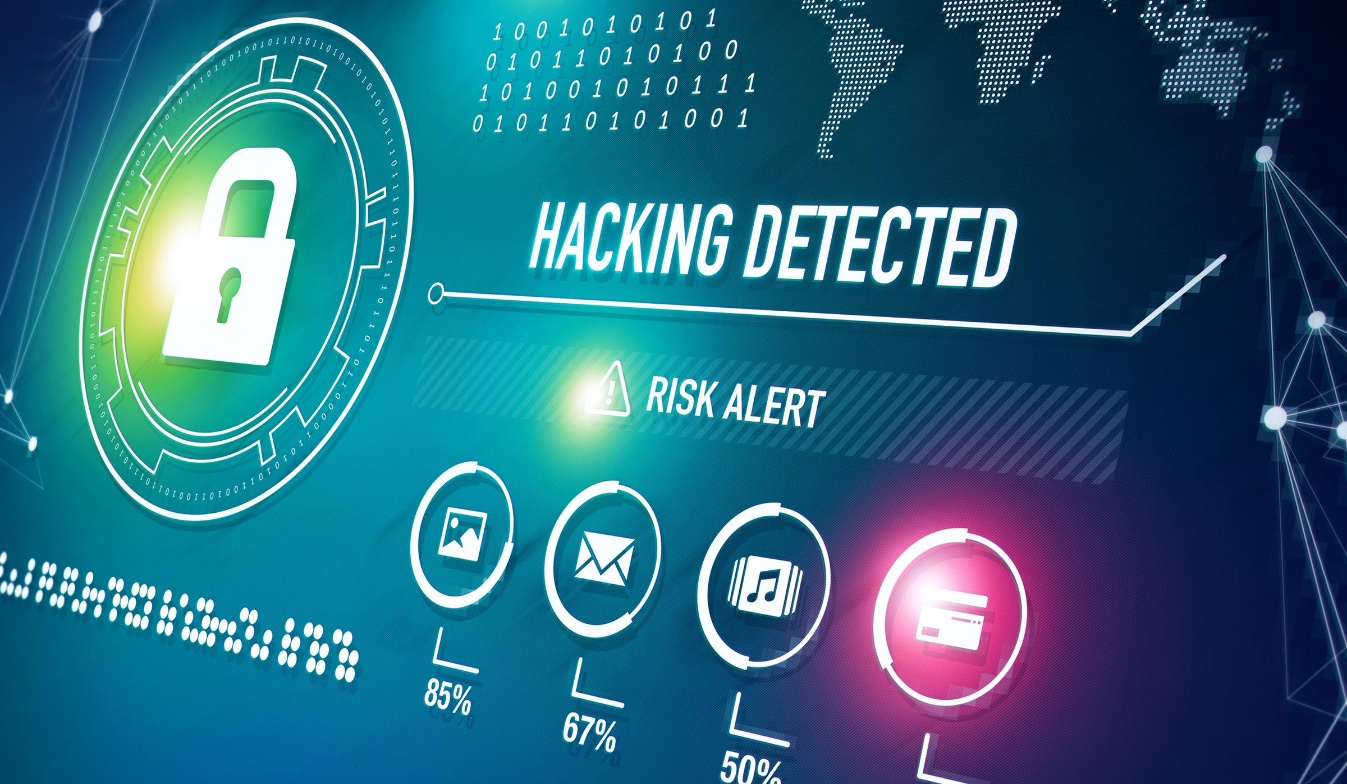 1 0 0 1 0 1 0 1 0 1
0 1 0 1 1 0 1 0 1 0 0
1 0 1 0 0 1 0 1 0 1 1 1
0 1 0 1 1 0 1 0 1 0 0 1
HACKING DETECTED
RISK ALERT
85%
67%
50%